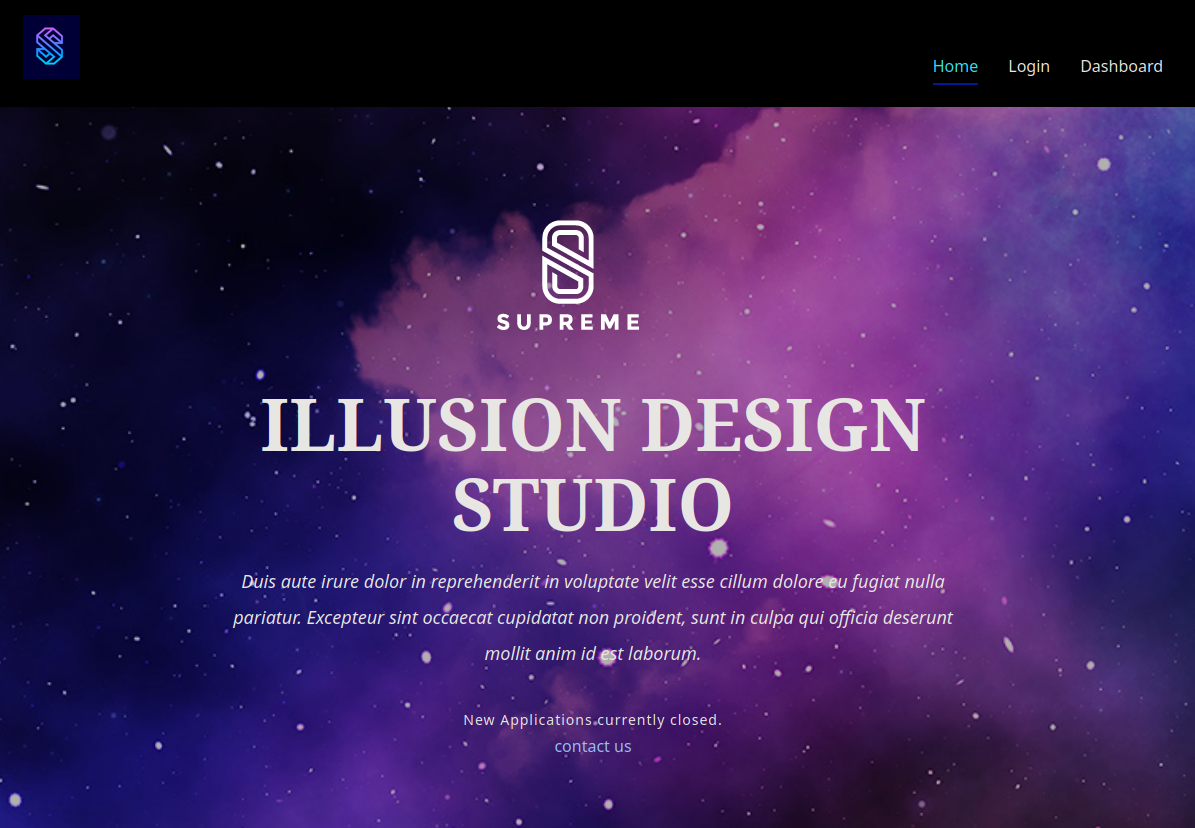 Home Login Dashboard
SUPREME
ILLUSION DESIGN
STUDIO
Duis aute irure dolor in reprehenderit in voluptate velit esse cillum dolore eu fugiat nulla
pariatur. Excepteur sint occaecat cupidatat non proident, sunt in culpa qui officia deserunt
mollit anim id est laborum.
New Applications currently closed.
contact us